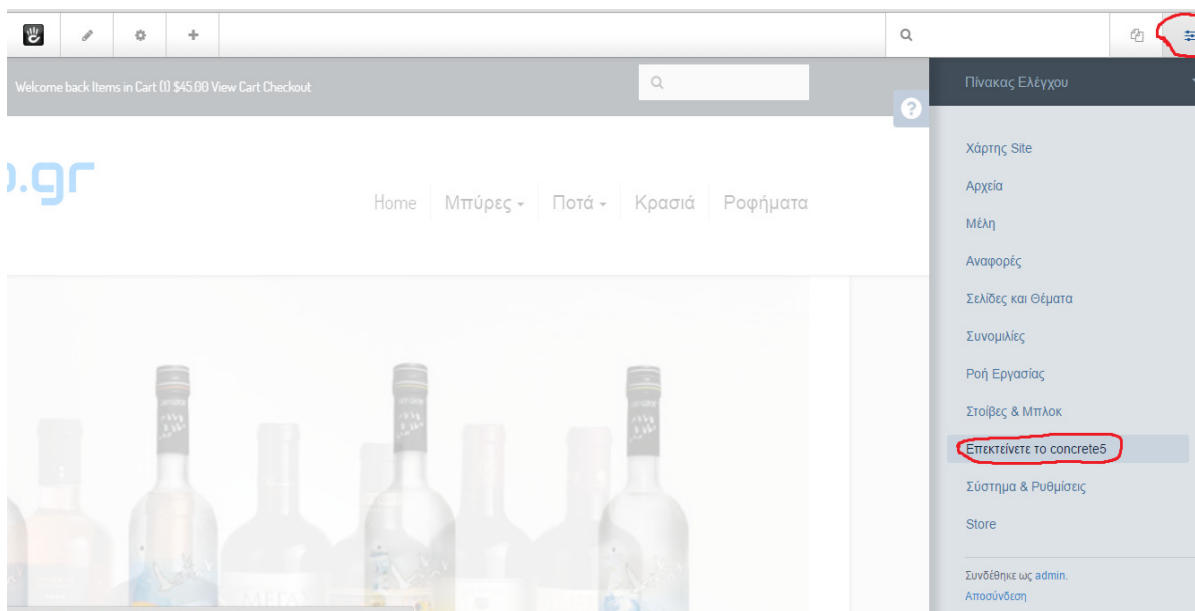 Welcome back Items in Cart (1) $45.00 View Cart Checkout
.gr
Home Μπύρες Ποτά Κρασιά Ροφήματα
ΜΕΓΑΣ
Πίνακας Ελέγχου
Χάρτης Site
Αρχεία
Μέλη
Αναφορές
Σελίδες και Θέματα
Συνομιλίες
Ροή Εργασίας
Στοίβες & Μπλοκ
Επεκτείνετε το concrete5
Σύστημα & Ρυθμίσεις
Store
Συνδέθηκε ως admin.
Αποσύνδεση